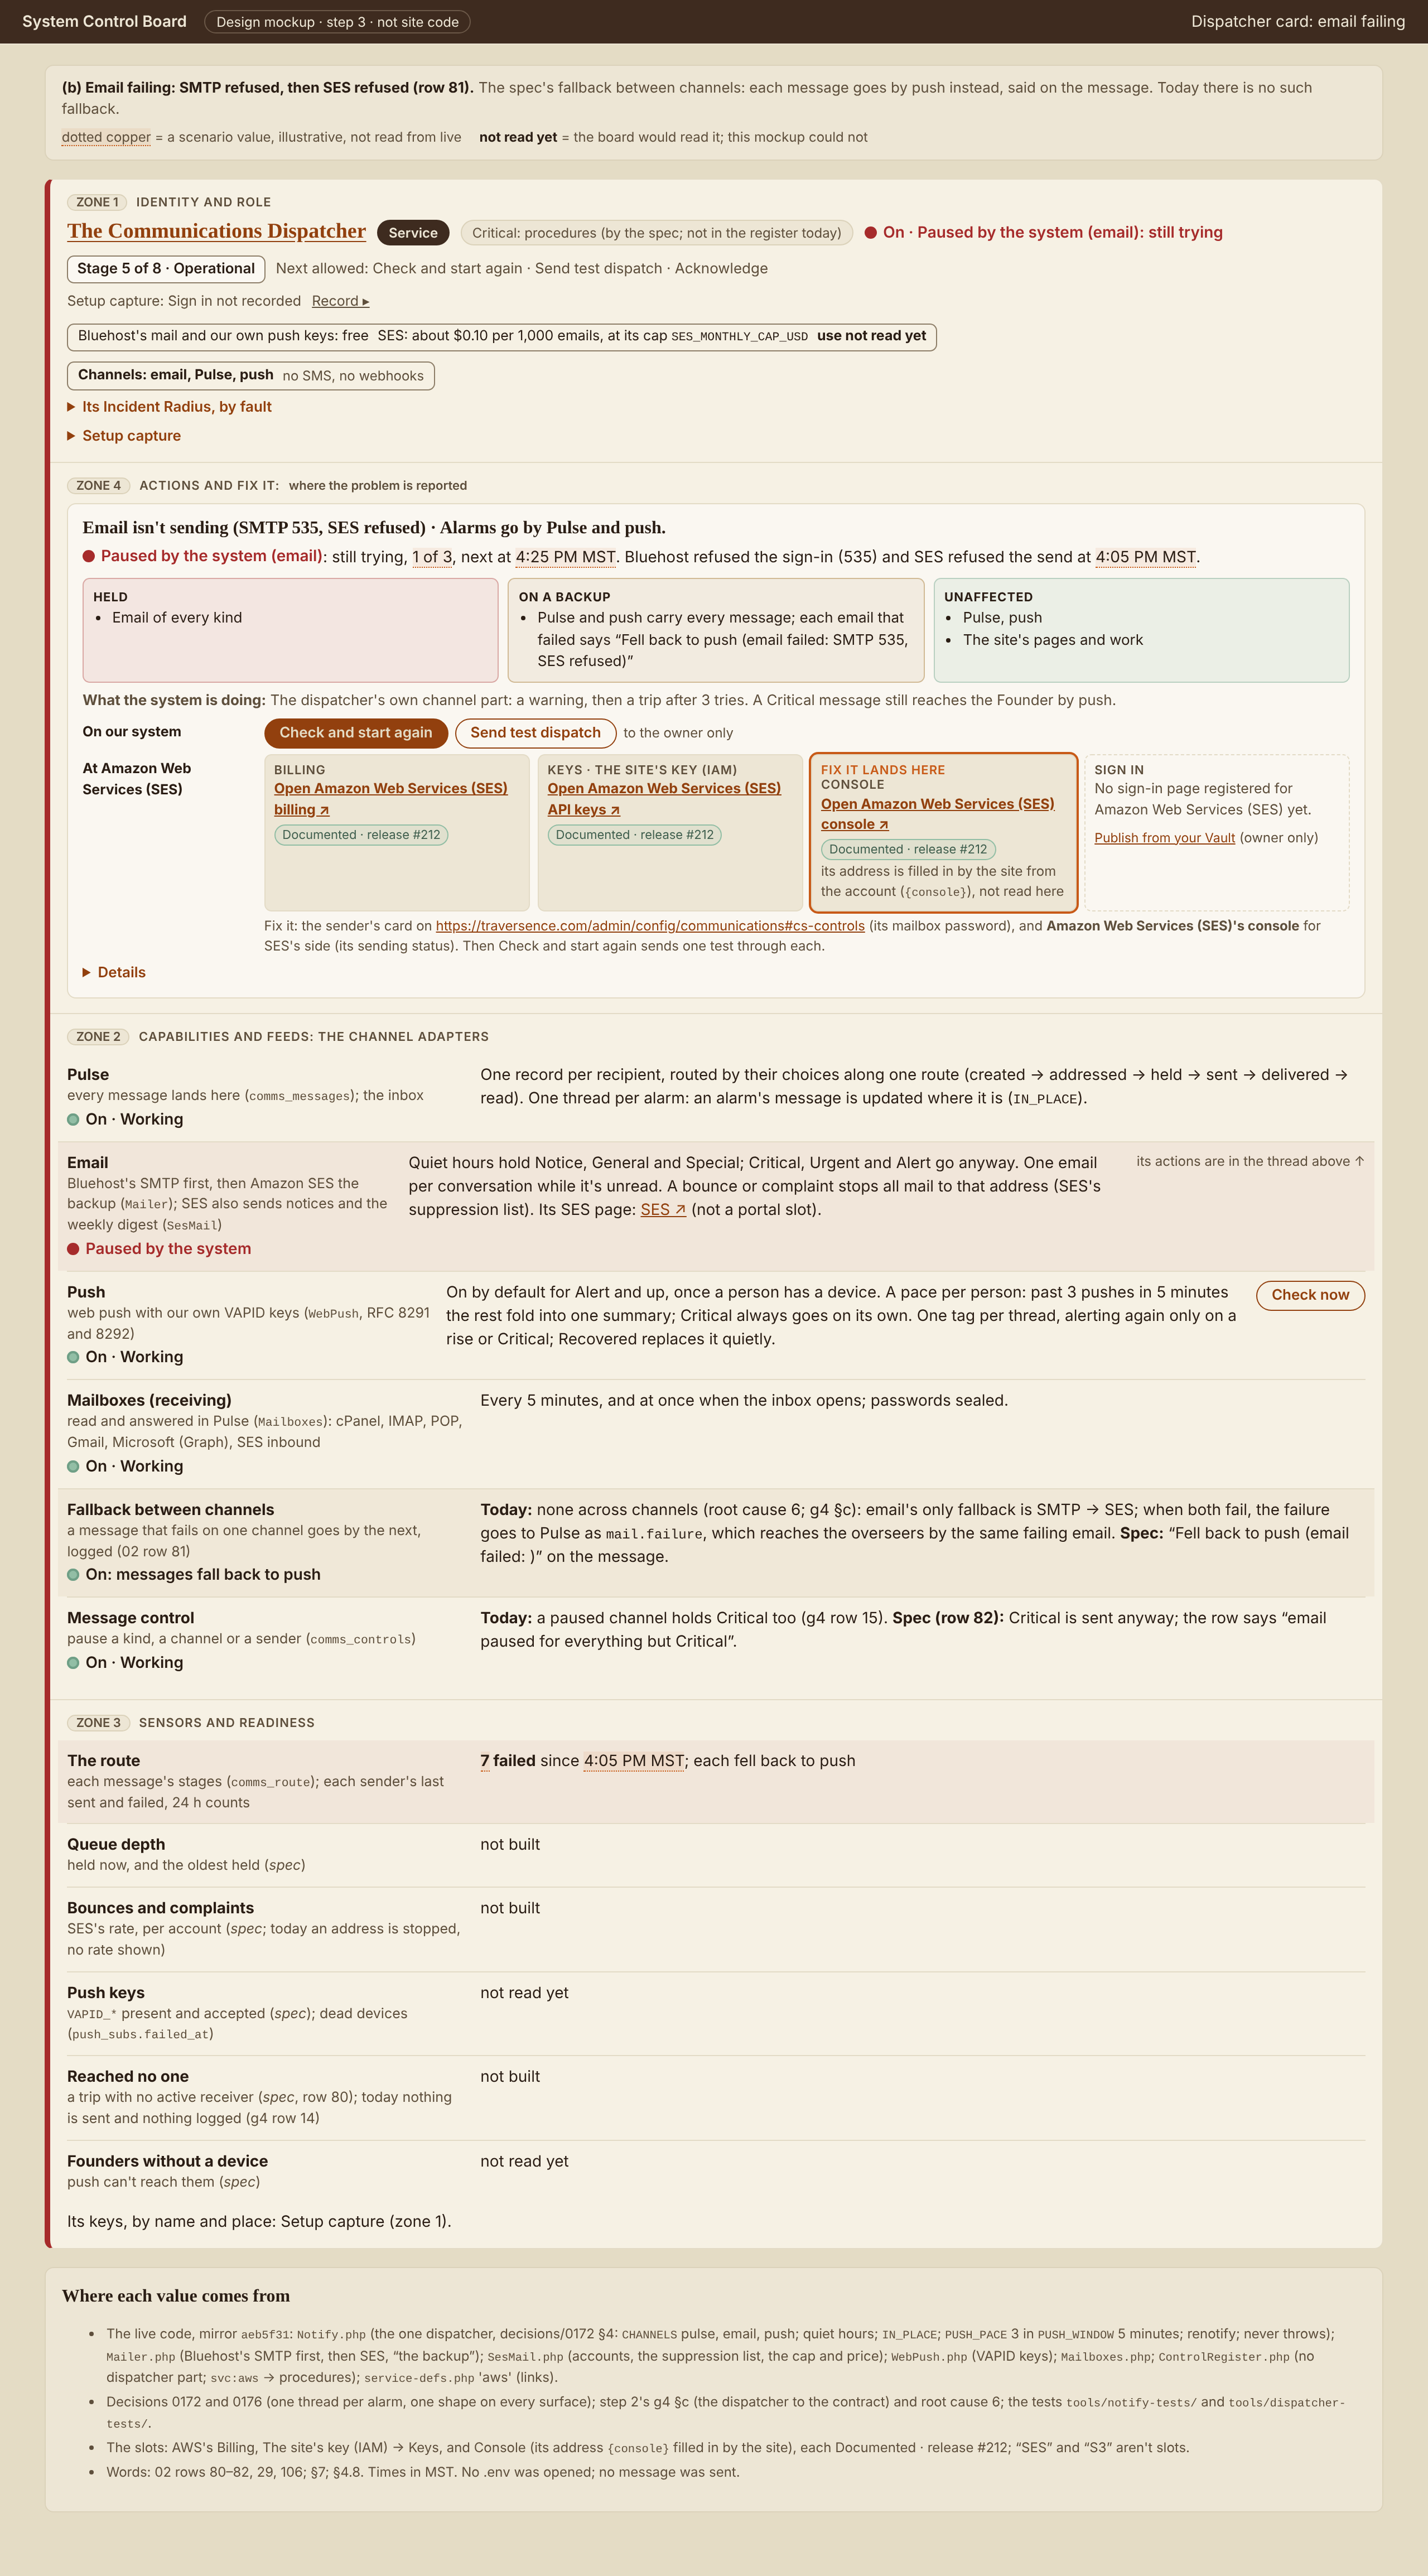 System Control Board
Design mockup · step 3 · not site code
Dispatcher card: email failing
(b) Email failing: SMTP refused, then SES refused (row 81). The spec's fallback between channels: each message goes by push instead, said on the message. Today there is no such
fallback.
dotted copper = a scenario value, illustrative, not read from live not read yet = the board would read it; this mockup could not
ZONE 1 IDENTITY AND ROLE
The Communications Dispatcher Service Critical: procedures (by the spec; not in the register today) On · Paused by the system (email): still trying
Stage 5 of 8 · Operational Next allowed: Check and start again · Send test dispatch · Acknowledge
Setup capture: Sign in not recorded Record ▸
Bluehost's mail and our own push keys: free SES: about $0.10 per 1,000 emails, at its cap SES_MONTHLY_CAP_USD use not read yet
Channels: email, Pulse, push no SMS, no webhooks
▶ Its Incident Radius, by fault
▶ Setup capture
ZONE 4 ACTIONS AND FIX IT: where the problem is reported
Email isn't sending (SMTP 535, SES refused) · Alarms go by Pulse and push.
Paused by the system (email): still trying, 1 of 3, next at 4:25 PM MST. Bluehost refused the sign-in (535) and SES refused the send at 4:05 PM MST.
HELD
• Email of every kind
ON A BACKUP
• Pulse and push carry every message; each email that
failed says “Fell back to push (email failed: SMTP 535,
SES refused)”
UNAFFECTED
• Pulse, push
• The site's pages and work
What the system is doing: The dispatcher's own channel part: a warning, then a trip after 3 tries. A Critical message still reaches the Founder by push.
On our system
Check and start again Send test dispatch to the owner only
At Amazon Web
Services (SES)
BILLING
Open Amazon Web Services (SES)
billing ↗
Documented · release #212
KEYS · THE SITE'S KEY (IAM)
Open Amazon Web Services (SES)
API keys ↗
Documented · release #212
FIX IT LANDS HERE
CONSOLE
Open Amazon Web Services (SES)
console ↗
Documented · release #212
its address is filled in by the site from
the account ({console}), not read here
SIGN IN
No sign-in page registered for
Amazon Web Services (SES) yet.
Publish from your Vault (owner only)
Fix it: the sender's card on https://traversence.com/admin/config/communications#cs-controls (its mailbox password), and Amazon Web Services (SES)'s console for
SES's side (its sending status). Then Check and start again sends one test through each.
▶ Details
ZONE 2 CAPABILITIES AND FEEDS: THE CHANNEL ADAPTERS
Pulse
every message lands here (comms_messages); the inbox
On · Working
One record per recipient, routed by their choices along one route (created → addressed → held → sent → delivered →
read). One thread per alarm: an alarm's message is updated where it is (IN_PLACE).
Email
Bluehost's SMTP first, then Amazon SES the
backup (Mailer); SES also sends notices and the
weekly digest (SesMail)
Paused by the system
Quiet hours hold Notice, General and Special; Critical, Urgent and Alert go anyway. One email
per conversation while it's unread. A bounce or complaint stops all mail to that address (SES's
suppression list). Its SES page: SES ↗ (not a portal slot).
its actions are in the thread above ↑
Push
web push with our own VAPID keys (WebPush, RFC 8291
and 8292)
On · Working
On by default for Alert and up, once a person has a device. A pace per person: past 3 pushes in 5 minutes
the rest fold into one summary; Critical always goes on its own. One tag per thread, alerting again only on a
rise or Critical; Recovered replaces it quietly.
Check now
Mailboxes (receiving)
read and answered in Pulse (Mailboxes): cPanel, IMAP, POP,
Gmail, Microsoft (Graph), SES inbound
On · Working
Every 5 minutes, and at once when the inbox opens; passwords sealed.
Fallback between channels
a message that fails on one channel goes by the next,
logged (02 row 81)
On: messages fall back to push
Today: none across channels (root cause 6; g4 §c): email's only fallback is SMTP → SES; when both fail, the failure
goes to Pulse as mail.failure, which reaches the overseers by the same failing email. Spec: “Fell back to push (email
failed: )” on the message.
Message control
pause a kind, a channel or a sender (comms_controls)
On · Working
Today: a paused channel holds Critical too (g4 row 15). Spec (row 82): Critical is sent anyway; the row says “email
paused for everything but Critical”.
ZONE 3 SENSORS AND READINESS
The route
each message's stages (comms_route); each sender's last
sent and failed, 24 h counts
7 failed since 4:05 PM MST; each fell back to push
Queue depth
held now, and the oldest held (spec)
not built
Bounces and complaints
SES's rate, per account (spec; today an address is stopped,
no rate shown)
not built
Push keys
VAPID_* present and accepted (spec); dead devices
(push_subs.failed_at)
not read yet
Reached no one
a trip with no active receiver (spec, row 80); today nothing
is sent and nothing logged (g4 row 14)
not built
Founders without a device
push can't reach them (spec)
not read yet
Its keys, by name and place: Setup capture (zone 1).
Where each value comes from
• The live code, mirror aeb5f31: Notify.php (the one dispatcher, decisions/0172 §4: CHANNELS pulse, email, push; quiet hours; IN_PLACE; PUSH_PACE 3 in PUSH_WINDOW 5 minutes; renotify; never throws);
Mailer.php (Bluehost's SMTP first, then SES, “the backup”); SesMail.php (accounts, the suppression list, the cap and price); WebPush.php (VAPID keys); Mailboxes.php; ControlRegister.php (no
dispatcher part; svc:aws → procedures); service-defs.php 'aws' (links).
• Decisions 0172 and 0176 (one thread per alarm, one shape on every surface); step 2's g4 §c (the dispatcher to the contract) and root cause 6; the tests tools/notify-tests/ and tools/dispatcher-
tests/.
• The slots: AWS's Billing, The site's key (IAM) → Keys, and Console (its address {console} filled in by the site), each Documented · release #212; “SES” and “S3” aren't slots.
• Words: 02 rows 80–82, 29, 106; §7; §4.8. Times in MST. No .env was opened; no message was sent.